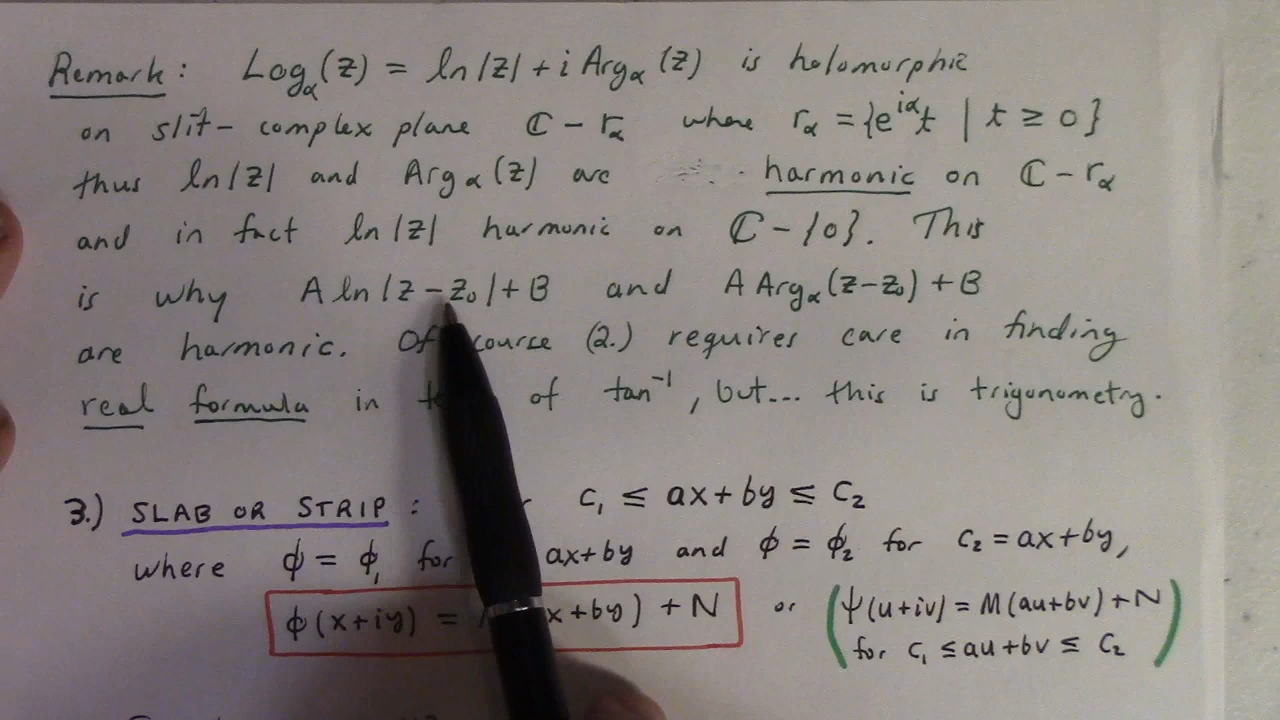 Remark: Log_α(z) = ln|z| + i Arg_α(z) is holomorphic
on slit-complex plane ℂ - r_α where r_α = {e^{iα}t | t ≥ 0}
thus ln|z| and Arg_α(z) are harmonic on ℂ - r_α
and in fact ln|z| harmonic on ℂ - {0}. This
is why A ln|z - z₀| + B and A Arg_α(z - z₀) + B
are harmonic. Of course (2.) requires care in finding
real formula in of tan⁻¹, but... this is trigonometry.
3.) SLAB OR STRIP: c₁ ≤ ax + by ≤ c₂
where φ = φ₁ for ax + by and φ = φ₂ for c₂ = ax + by,
φ(x + iy) = x + by) + N or (ψ(u + iv) = M(au + bv) + N
for c₁ ≤ au + bv ≤ c₂)